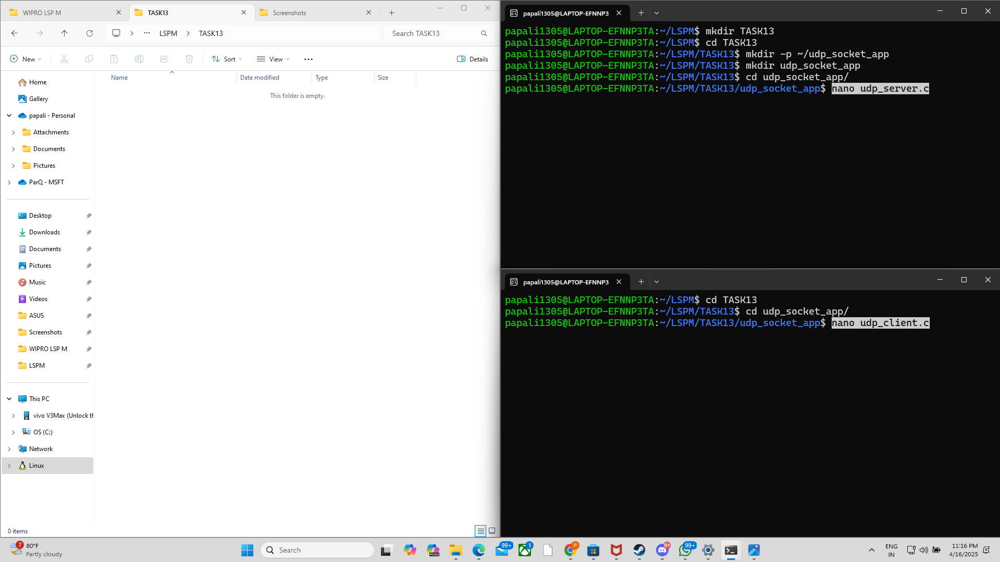 WIPRO LSP M
TASK13
Screenshots
LSPM
TASK13
Search TASK13
New
Sort
View
Details
Name
Date modified
Type
Size
This folder is empty.
Home
Gallery
papali - Personal
Attachments
Documents
Pictures
ParQ - MSFT
Desktop
Downloads
Documents
Pictures
Music
Videos
ASUS
Screenshots
WIPRO LSP M
LSPM
This PC
vivo V3Max (Unlock th
OS (C:)
Network
Linux
0 items
papali1305@LAPTOP-EFNNP3
papali1305@LAPTOP-EFNNP3TA:~/LSPM$ mkdir TASK13
papali1305@LAPTOP-EFNNP3TA:~/LSPM$ cd TASK13
papali1305@LAPTOP-EFNNP3TA:~/LSPM/TASK13$ mkdir -p ~/udp_socket_app
papali1305@LAPTOP-EFNNP3TA:~/LSPM/TASK13$ mkdir udp_socket_app
papali1305@LAPTOP-EFNNP3TA:~/LSPM/TASK13$ cd udp_socket_app/
papali1305@LAPTOP-EFNNP3TA:~/LSPM/TASK13/udp_socket_app$ nano udp_server.c
papali1305@LAPTOP-EFNNP3
papali1305@LAPTOP-EFNNP3TA:~/LSPM$ cd TASK13
papali1305@LAPTOP-EFNNP3TA:~/LSPM/TASK13$ cd udp_socket_app/
papali1305@LAPTOP-EFNNP3TA:~/LSPM/TASK13/udp_socket_app$ nano udp_client.c
7
80°F
Partly cloudy
Search
M365
99+
1
P
9+
99+
ENG
IN
11:16 PM
4/16/2025